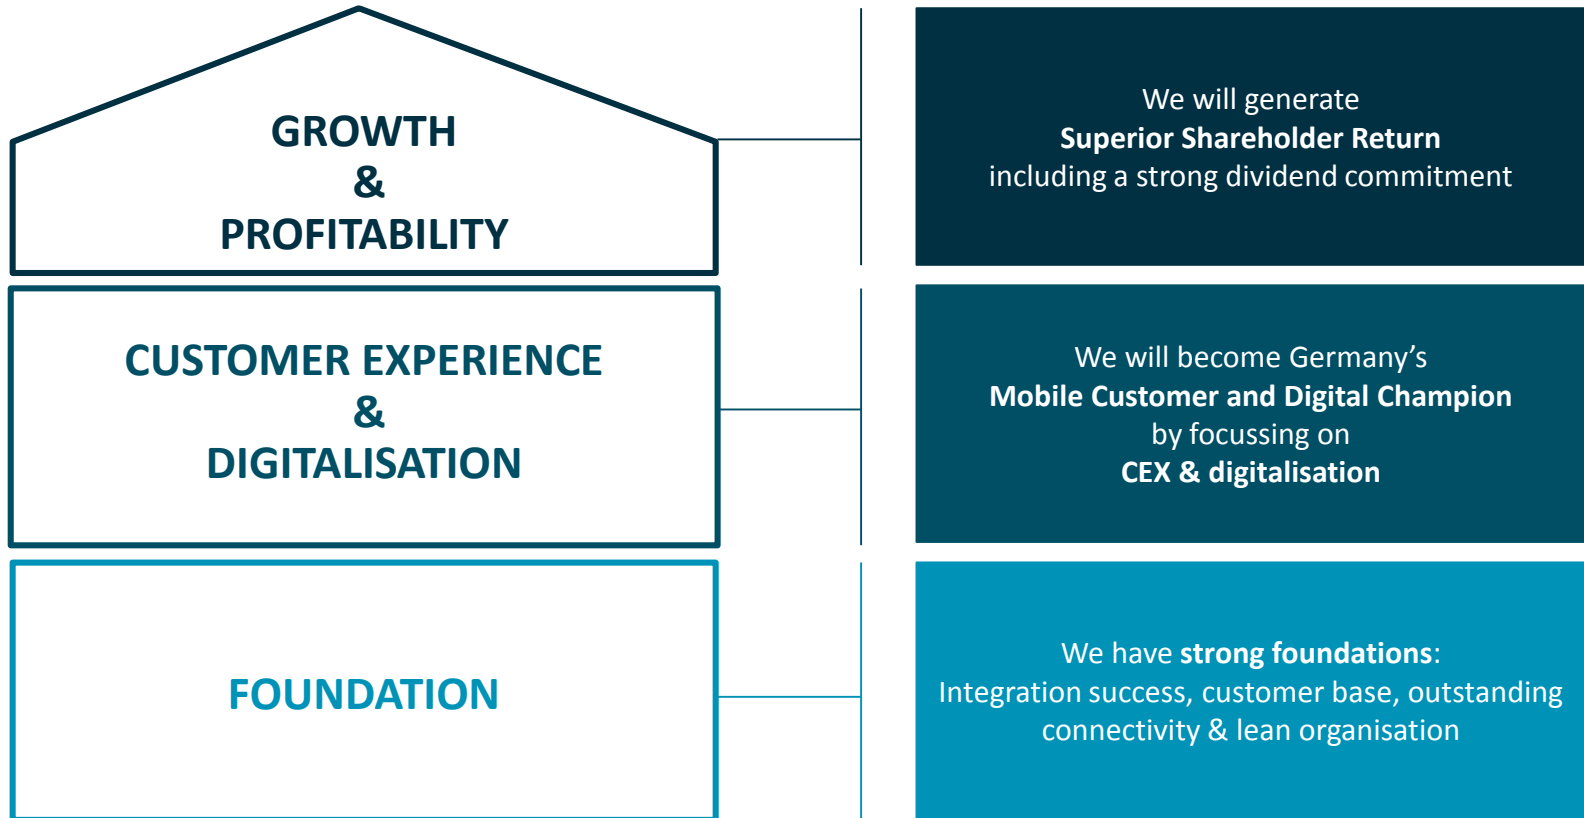 GROWTH
&
PROFITABILITY
We will generate
Superior Shareholder Return
including a strong dividend commitment
CUSTOMER EXPERIENCE
&
DIGITALISATION
We will become Germany’s
Mobile Customer and Digital Champion
by focussing on
CEX & digitalisation
FOUNDATION
We have strong foundations:
Integration success, customer base, outstanding
connectivity & lean organisation